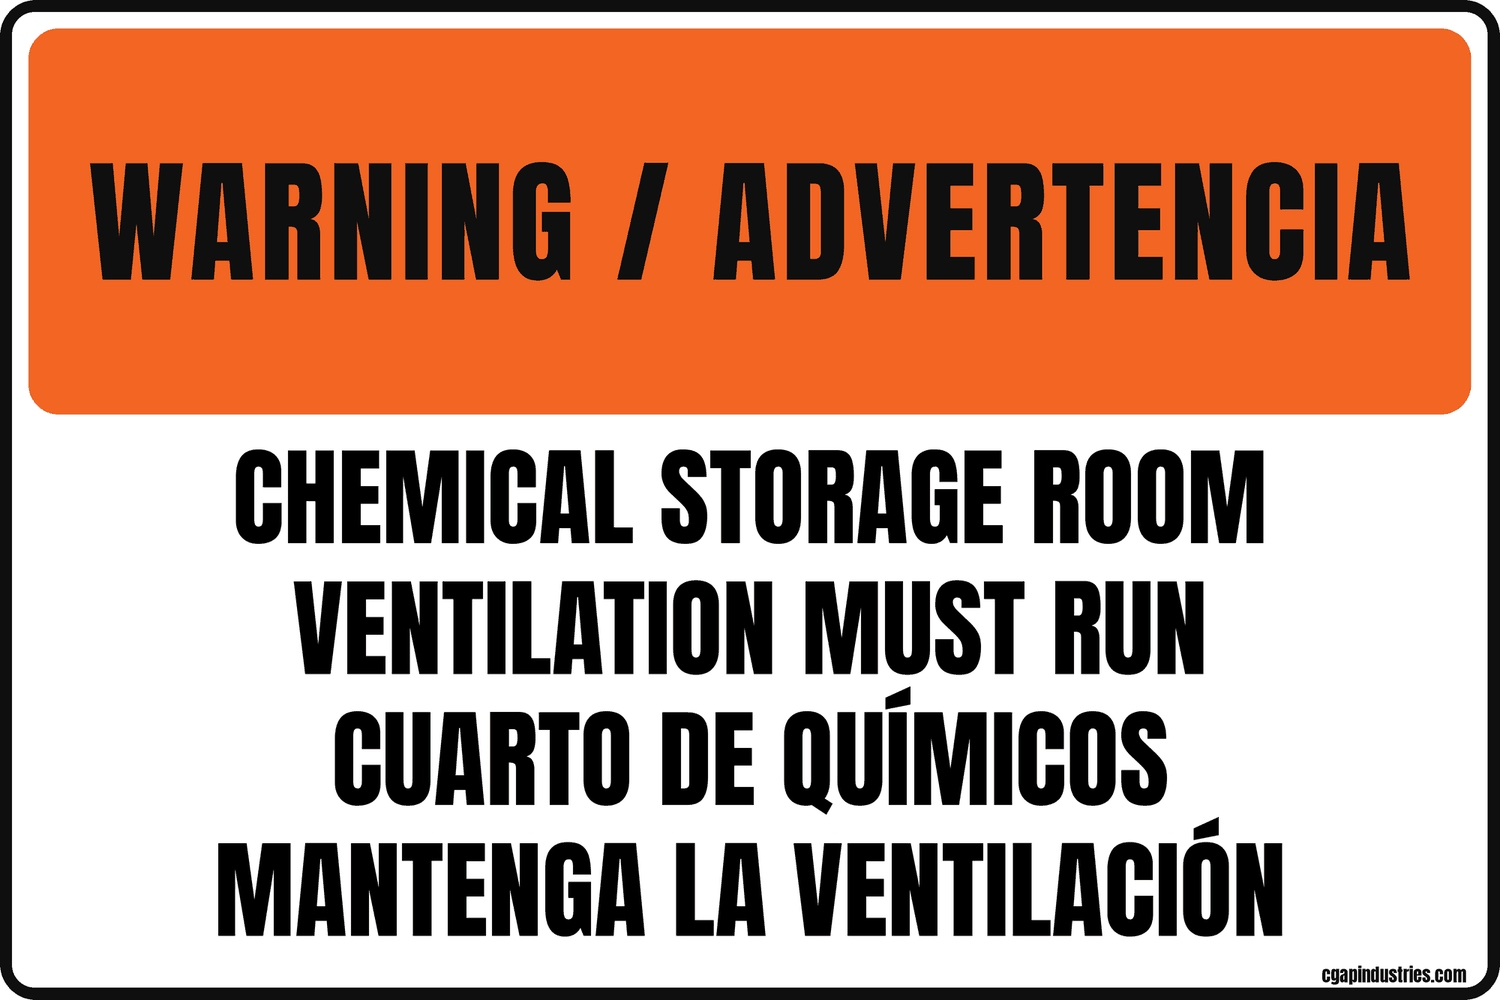 WARNING / ADVERTENCIA
CHEMICAL STORAGE ROOM
VENTILATION MUST RUN
CUARTO DE QUÍMICOS
MANTENGA LA VENTILACIÓN
cgapindustries.com